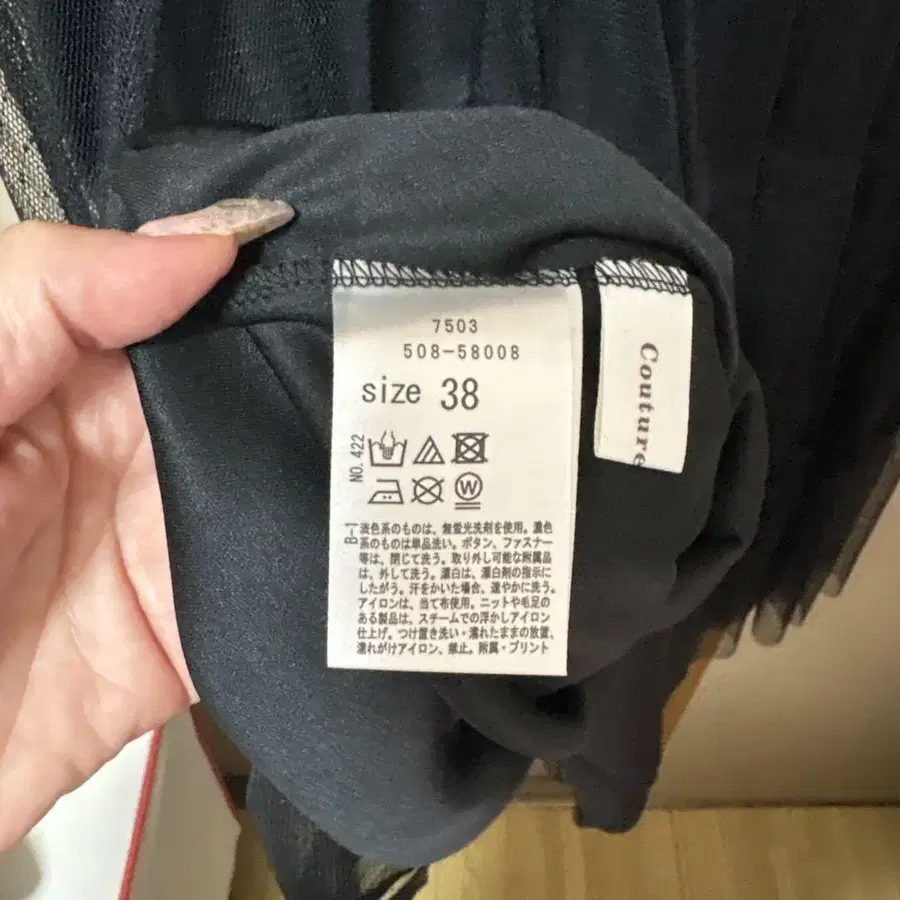 7503
508-58008
size 38
NO. 422
B-1
淡色系のものは、無蛍光洗剤を使用。濃色
系のものは単品洗い。ボタン、ファスナー
等は、閉じて洗う。取り外し可能な附属品
は、外して洗う。漂白は、漂白剤の指示に
したがう。汗をかいた場合、速やかに洗う。
アイロンは、当て布使用。ニットや毛足の
ある製品は、スチームでの浮かしアイロン
仕上げ。つけ置き洗い・濡れたままの放置、
濡れがけアイロン、禁止。附属・プリント
Couture